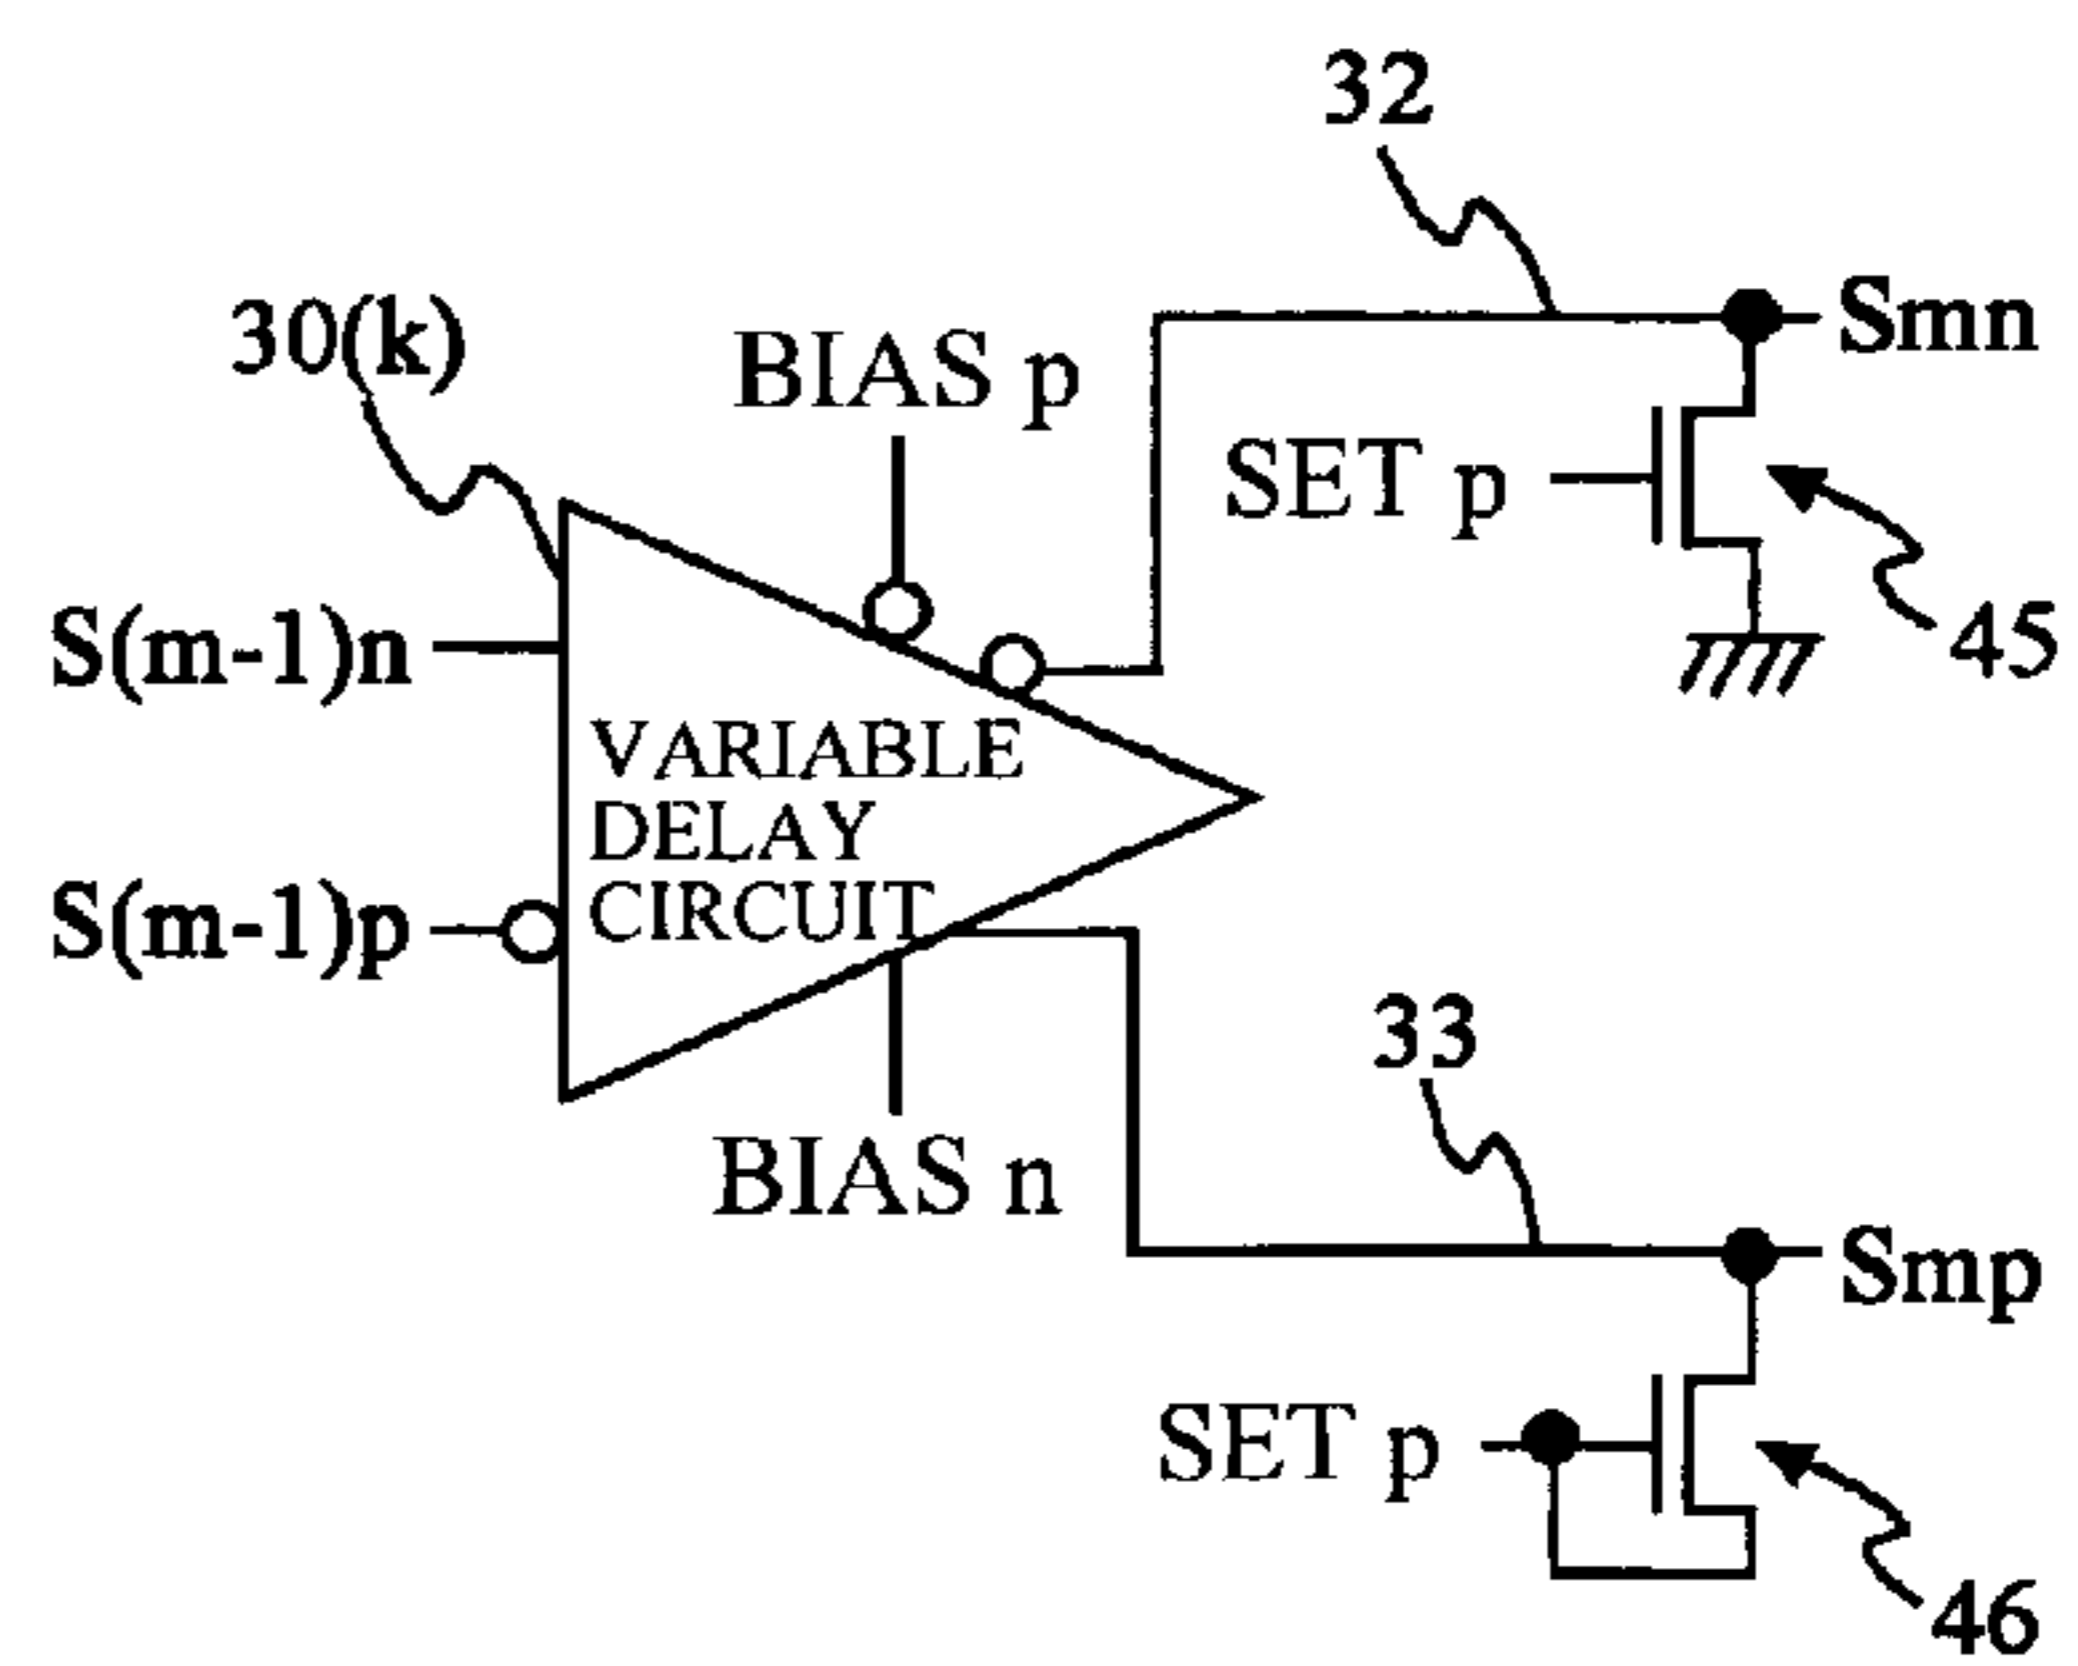 32
Smn
30(k)
BIAS p
SET p
S(m-1)n
45
VARIABLE
DELAY
CIRCUIT
S(m-1)p
33
BIAS n
Smp
SET p
46